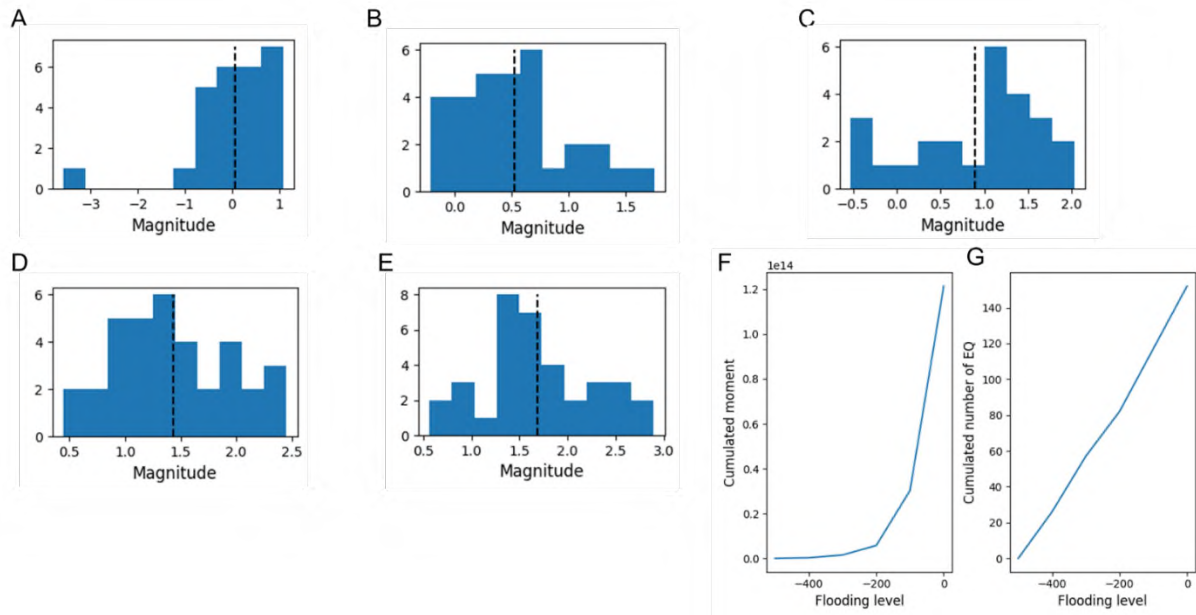 A
6
4
2
0
−3 −2 −1 0 1
Magnitude
B
6
4
2
0
0.0 0.5 1.0 1.5
Magnitude
C
6
4
2
0
−0.5 0.0 0.5 1.0 1.5 2.0
Magnitude
D
6
4
2
0
0.5 1.0 1.5 2.0 2.5
Magnitude
E
8
6
4
2
0
0.5 1.0 1.5 2.0 2.5 3.0
Magnitude
F
1e14
Cumulated moment
1.2
1.0
0.8
0.6
0.4
0.2
0.0
−400 −200 0
Flooding level
G
Cumulated number of EQ
140
120
100
80
60
40
20
0
−400 −200 0
Flooding level